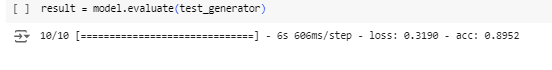 [ ] result = model.evaluate(test_generator)
10/10 [==============================] - 6s 606ms/step - loss: 0.3190 - acc: 0.8952